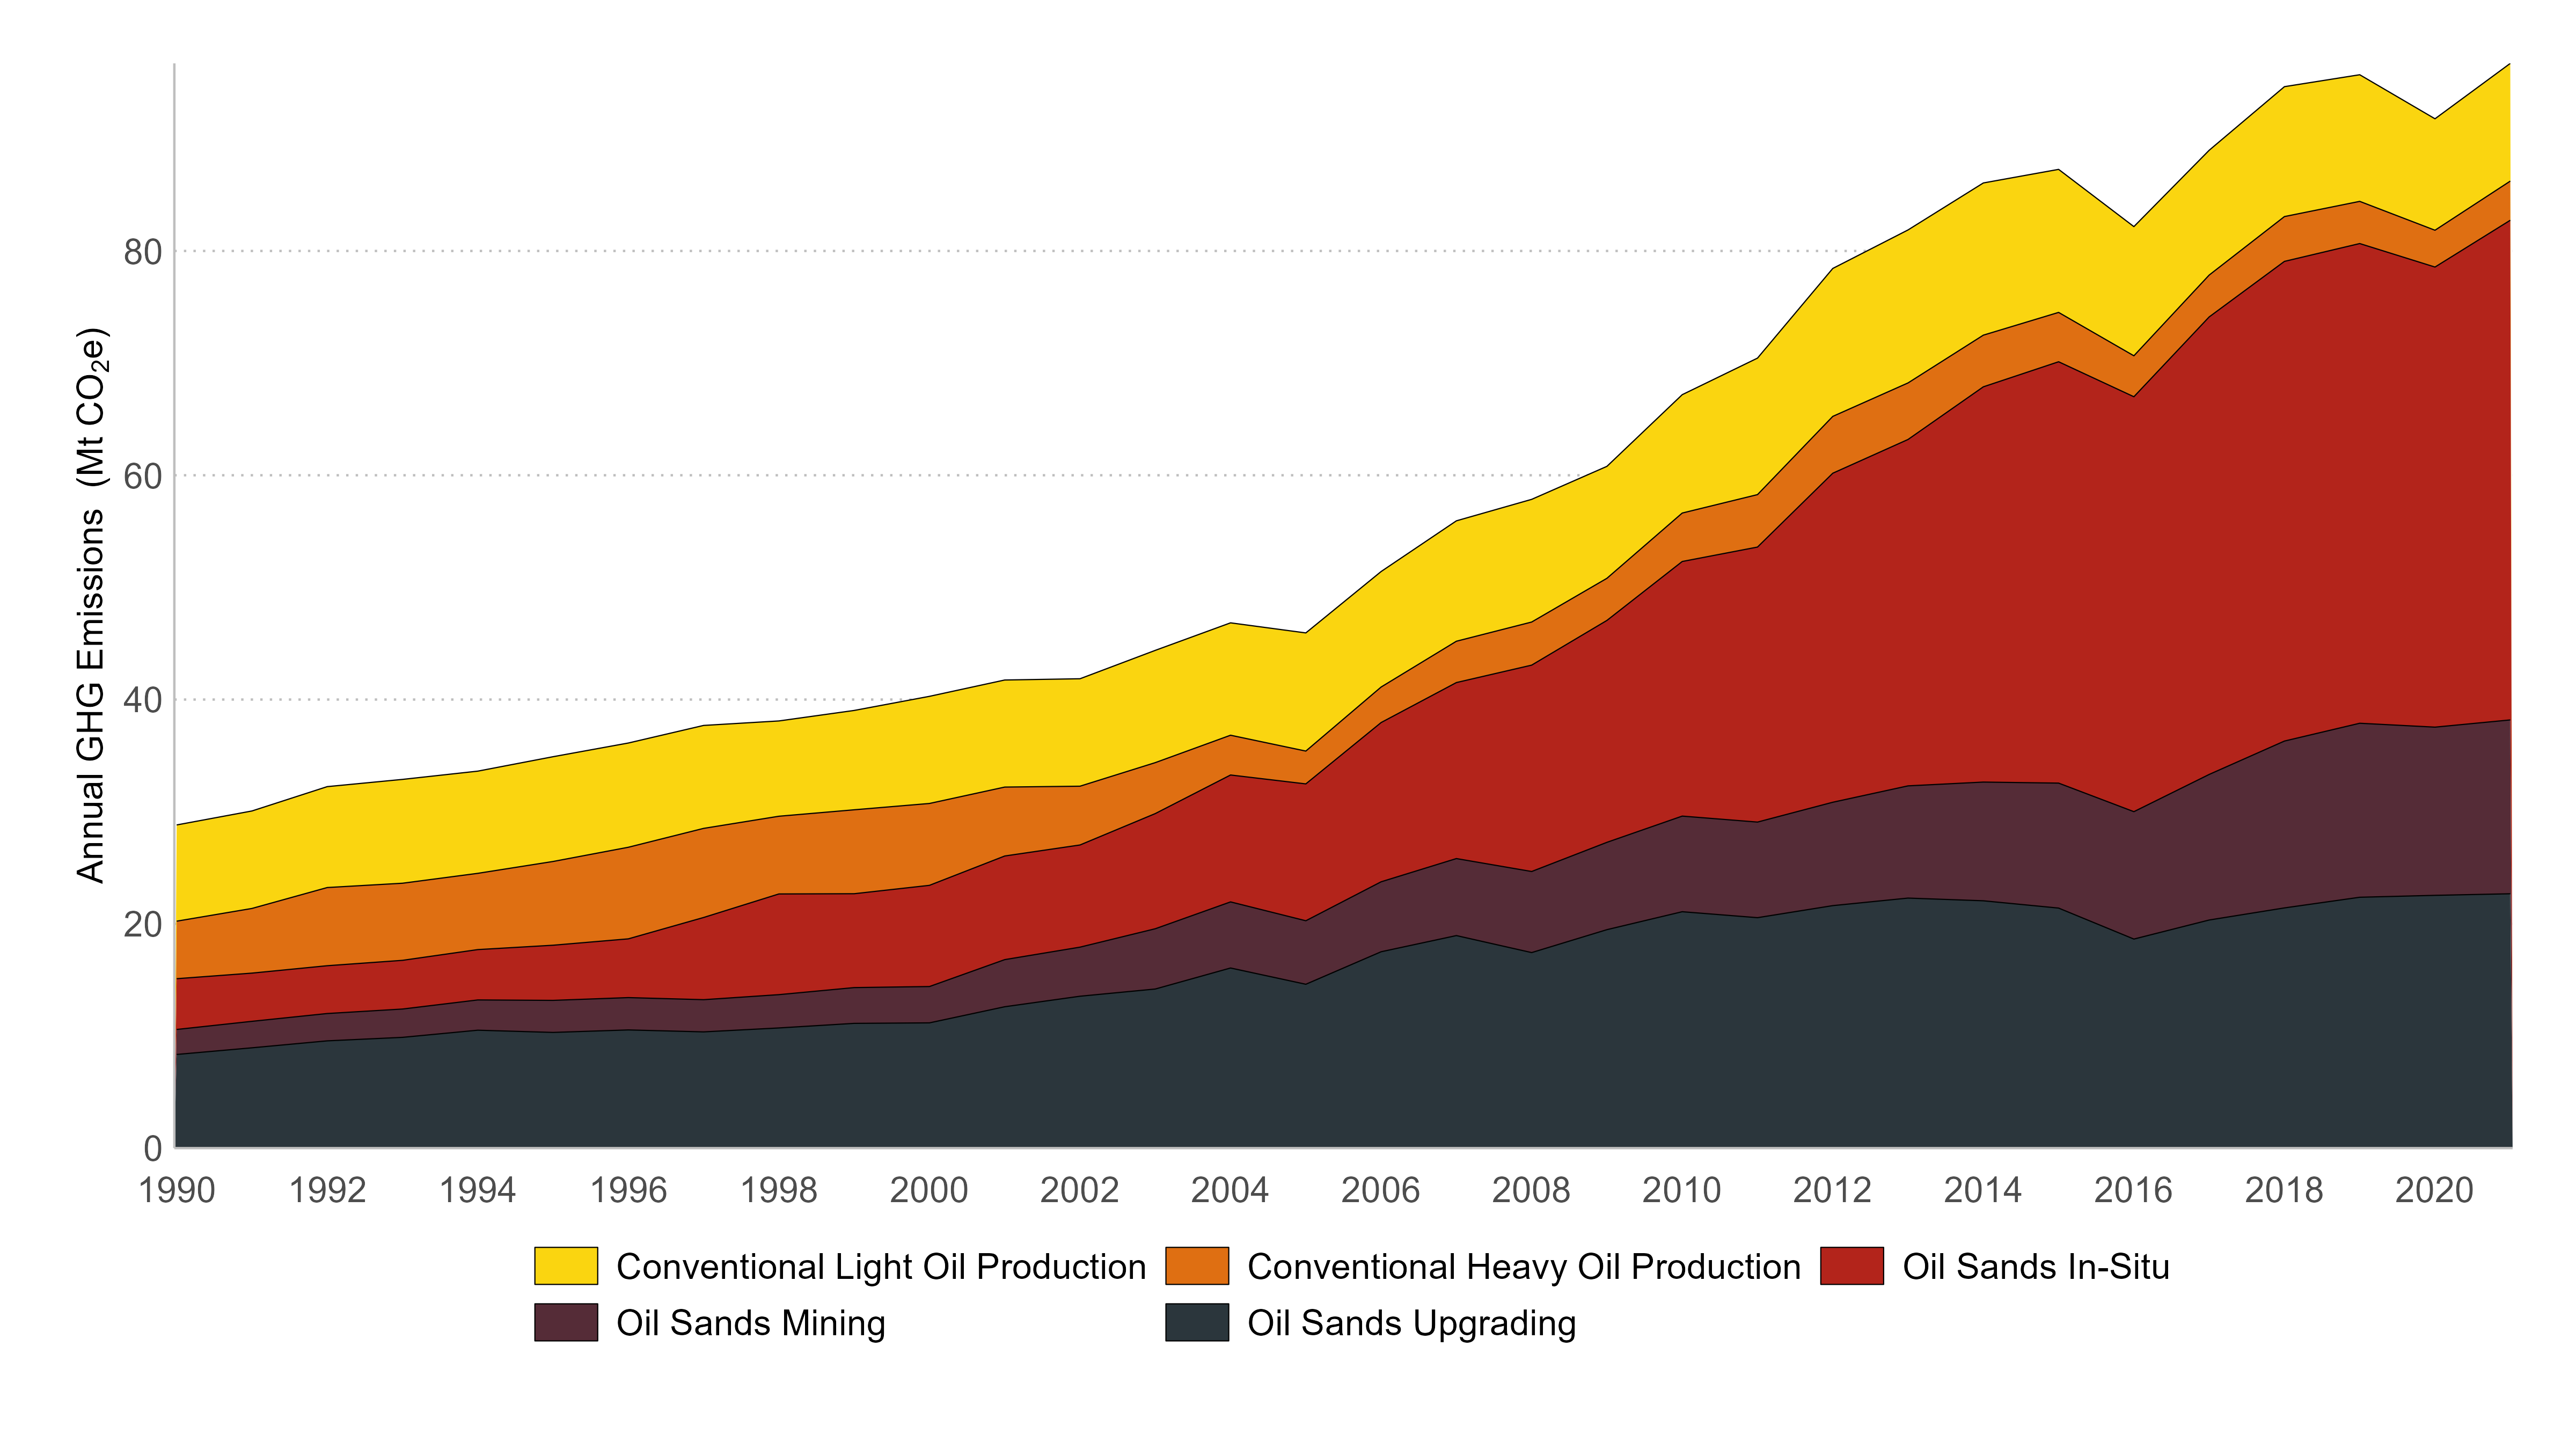 Annual GHG Emissions (Mt CO₂e)
80
60
40
20
0
1990 1992 1994 1996 1998 2000 2002 2004 2006 2008 2010 2012 2014 2016 2018 2020
Conventional Light Oil Production Conventional Heavy Oil Production Oil Sands In-Situ
Oil Sands Mining Oil Sands Upgrading